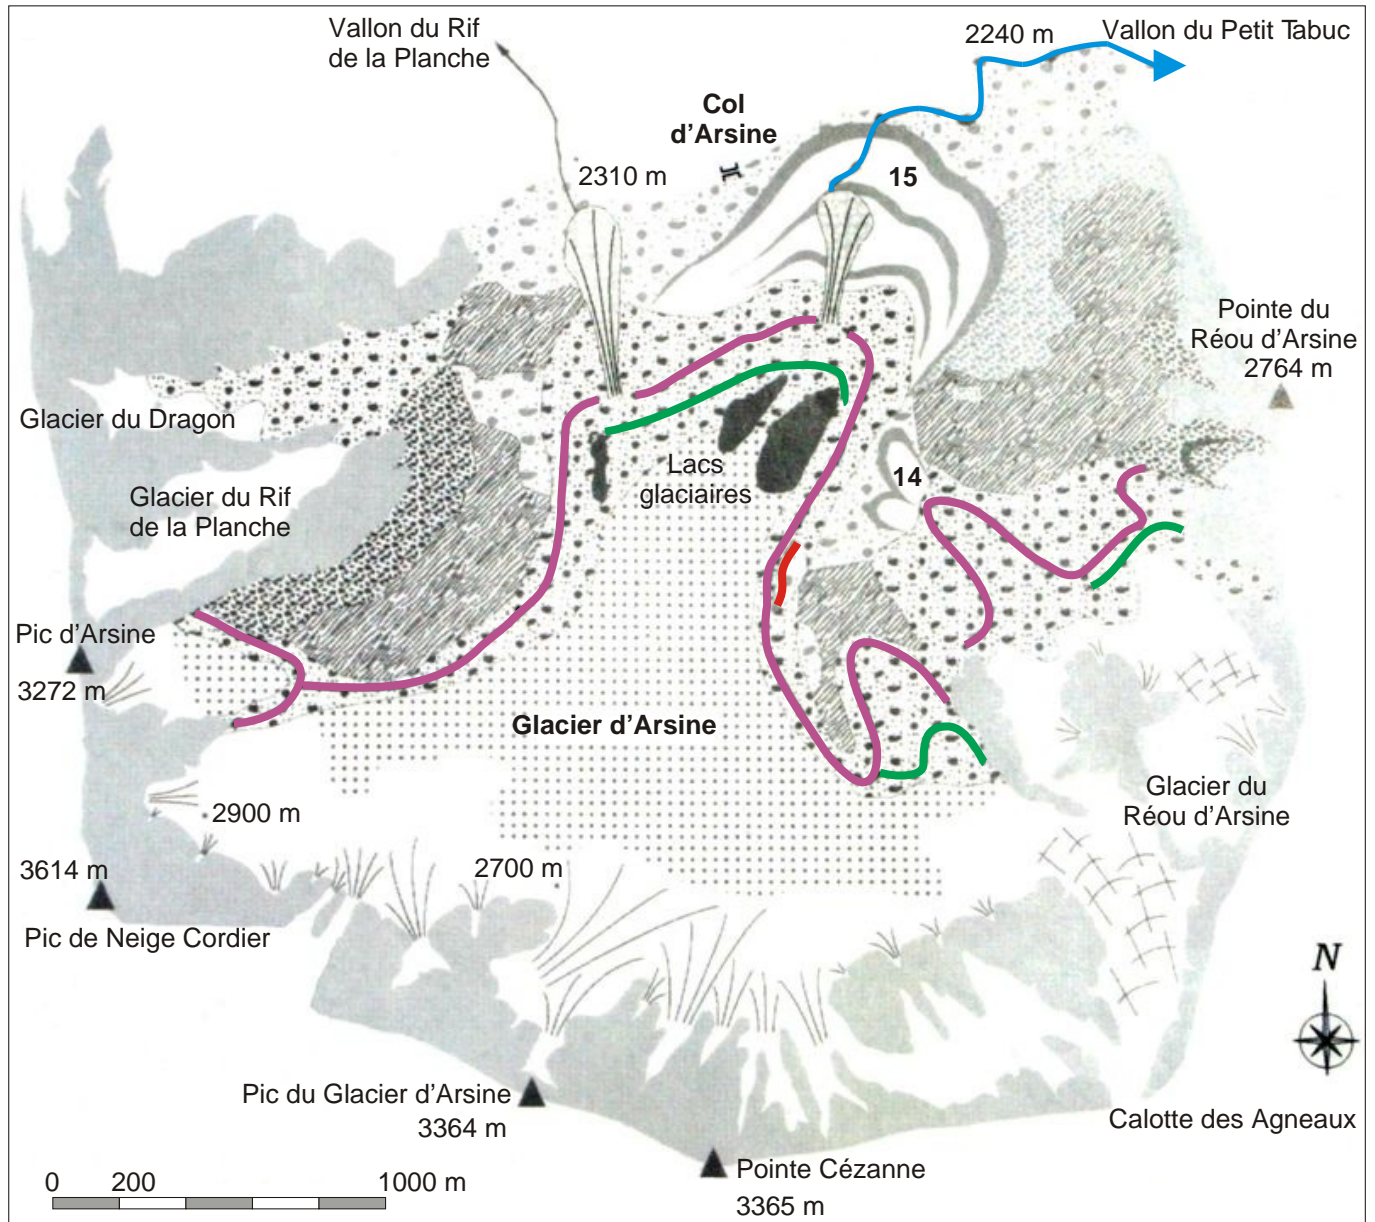 Vallon du Rif
de la Planche
2240 m
Vallon du Petit Tabuc
Col
d'Arsine
2310 m
15
Pointe du
Réou d'Arsine
2764 m
Glacier du Dragon
Lacs
glaciaires
14
Glacier du Rif
de la Planche
Pic d'Arsine
3272 m
Glacier d'Arsine
Glacier du
Réou d'Arsine
2900 m
2700 m
3614 m
Pic de Neige Cordier
N
Pic du Glacier d'Arsine
3364 m
Calotte des Agneaux
Pointe Cézanne
3365 m
0 200 1000 m